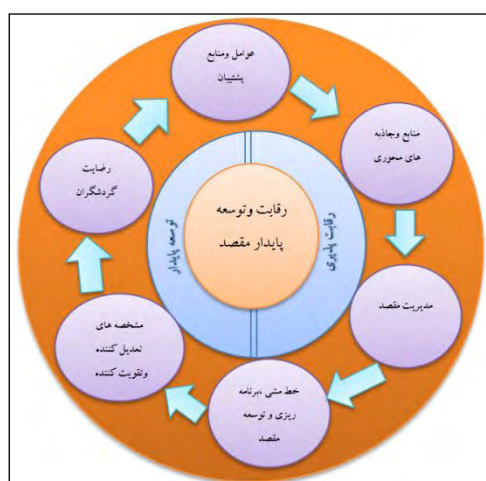 عوامل ومنابع
پشتیبان
منابع وجاذبه
های محوری
مدیریت مقصد
خط مشی ،برنامه
ریزی و توسعه
مقصد
مشخصه های
تعدیل کننده
وتقویت کننده
رضایت
گردشگران
رقابت پذیری
توسعه پایدار
رقابت وتوسعه
پایدار مقصد